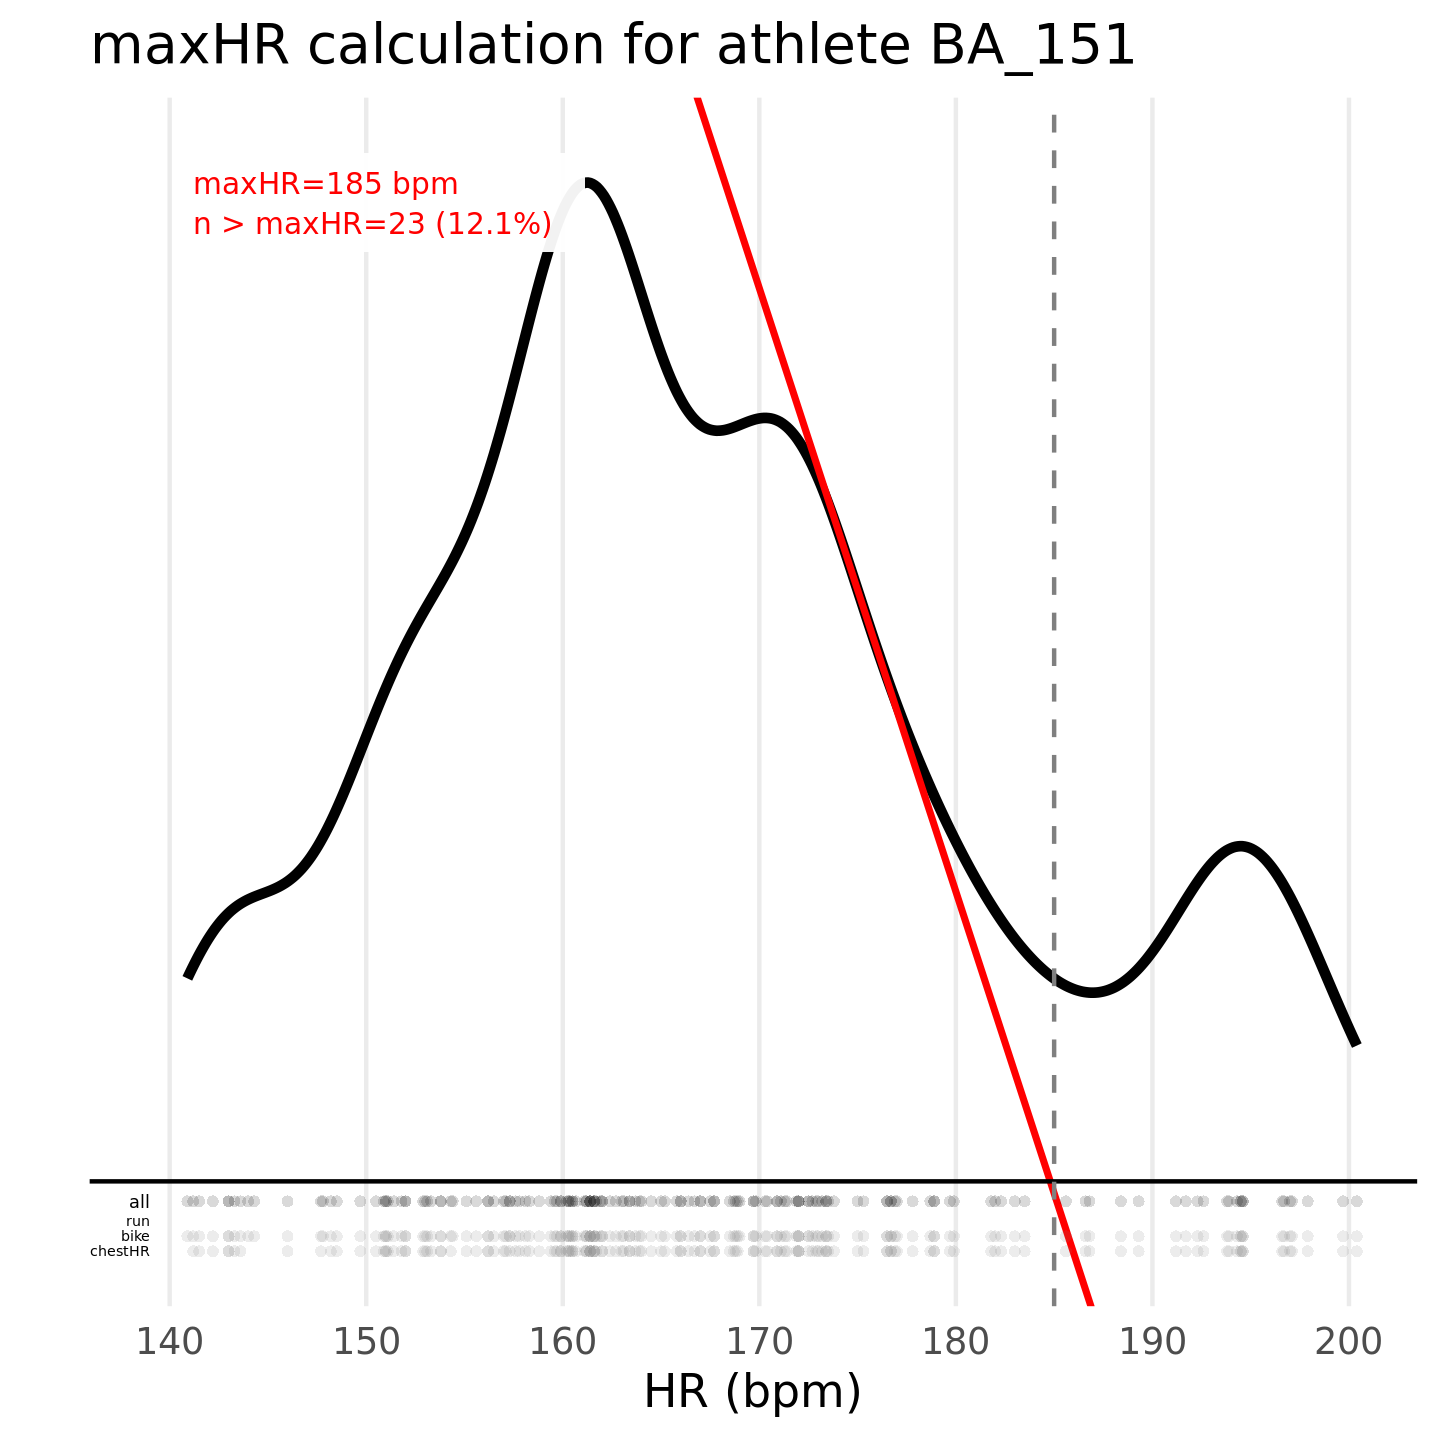 maxHR calculation for athlete BA_151
maxHR=185 bpm
n > maxHR=23 (12.1%)
all
run
bike
chestHR
140 150 160 170 180 190 200
HR (bpm)